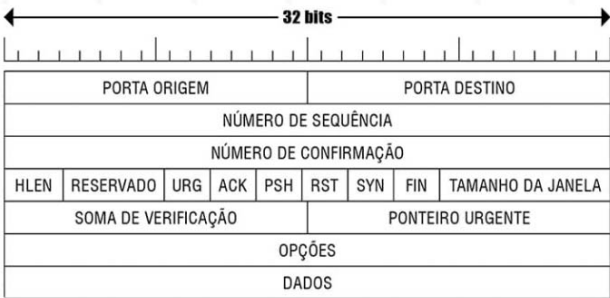 32 bits
PORTA ORIGEM PORTA DESTINO
NÚMERO DE SEQUÊNCIA
NÚMERO DE CONFIRMAÇÃO
HLEN RESERVADO URG ACK PSH RST SYN FIN TAMANHO DA JANELA
SOMA DE VERIFICAÇÃO PONTEIRO URGENTE
OPÇÕES
DADOS